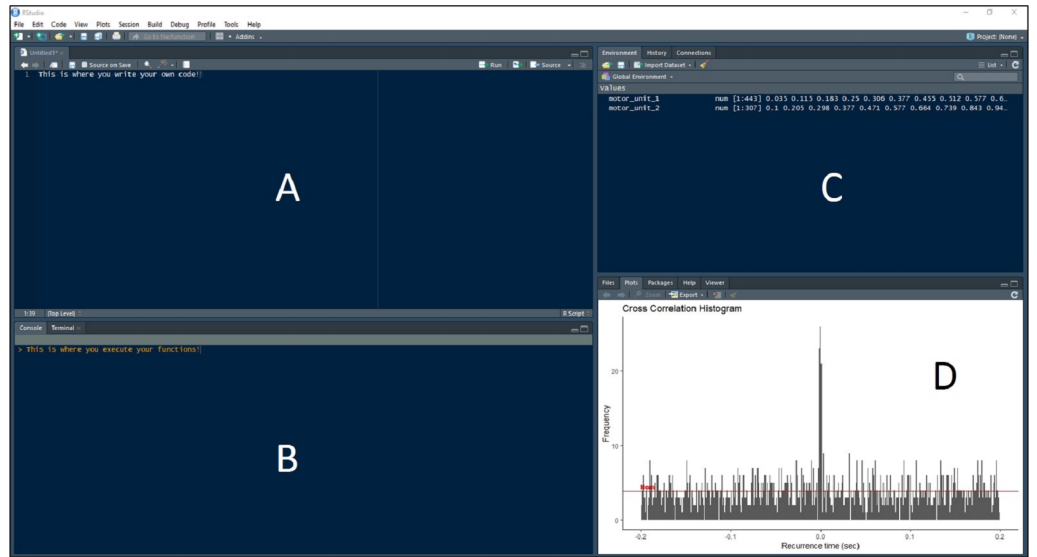 RStudio
File Edit Code View Plots Session Build Debug Profile Tools Help
Go to file/function Addins
Project: (None)
Untitled1*
Source on Save Run Source
1 This is where you write your own code!!
A
1:39 (Top Level) R Script
Console Terminal
> This is where you execute your functions!
B
Environment History Connections
Import Dataset List
Global Environment
values
motor_unit_1 num [1:443] 0.035 0.115 0.183 0.25 0.306 0.377 0.455 0.512 0.577 0.6…
motor_unit_2 num [1:307] 0.1 0.205 0.298 0.377 0.471 0.577 0.664 0.739 0.843 0.94…
C
Files Plots Packages Help Viewer
Zoom Export
Cross Correlation Histogram
D
Frequency
20
10
0
Mean
-0.2 -0.1 0.0 0.1 0.2
Recurrence time (sec)